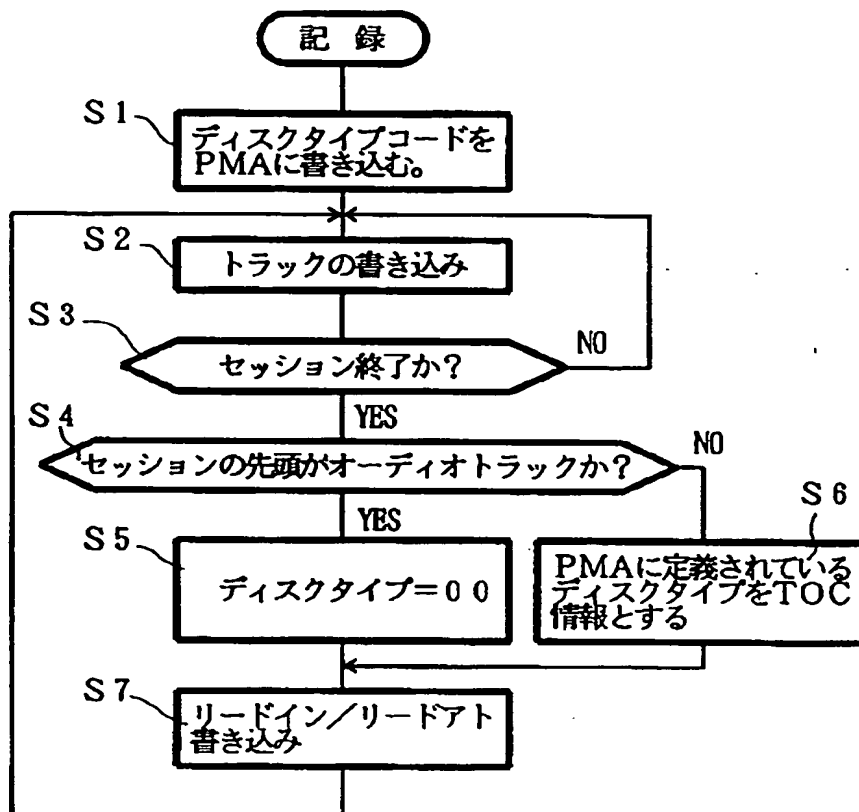 記 録
S1
ディスクタイプコードを
PMAに書き込む。
S2
トラックの書き込み
S3
セッション終了か?
NO
YES
S4
セッションの先頭がオーディオトラックか?
NO
YES
S5
ディスクタイプ=00
S6
PMAに定義されている
ディスクタイプをTOC
情報とする
S7
リードイン/リードアト
書き込み